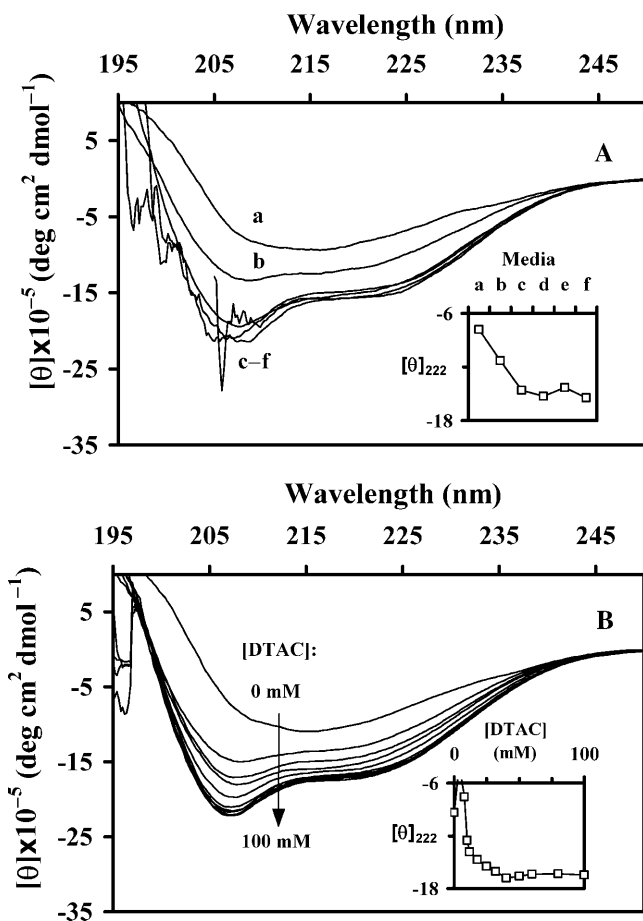 Wavelength (nm)
195 205 215 225 235 245
5
-5
-15
-25
-35
[θ]x10⁻⁵ (deg cm² dmol⁻¹)
A
a
b
c–f
Media
a b c d e f
-6
[θ]₂₂₂
-18
Wavelength (nm)
195 205 215 225 235 245
5
-5
-15
-25
-35
[θ]x10⁻⁵ (deg cm² dmol⁻¹)
B
[DTAC]:
0 mM
100 mM
[DTAC]
0 (mM) 100
-6
[θ]₂₂₂
-18